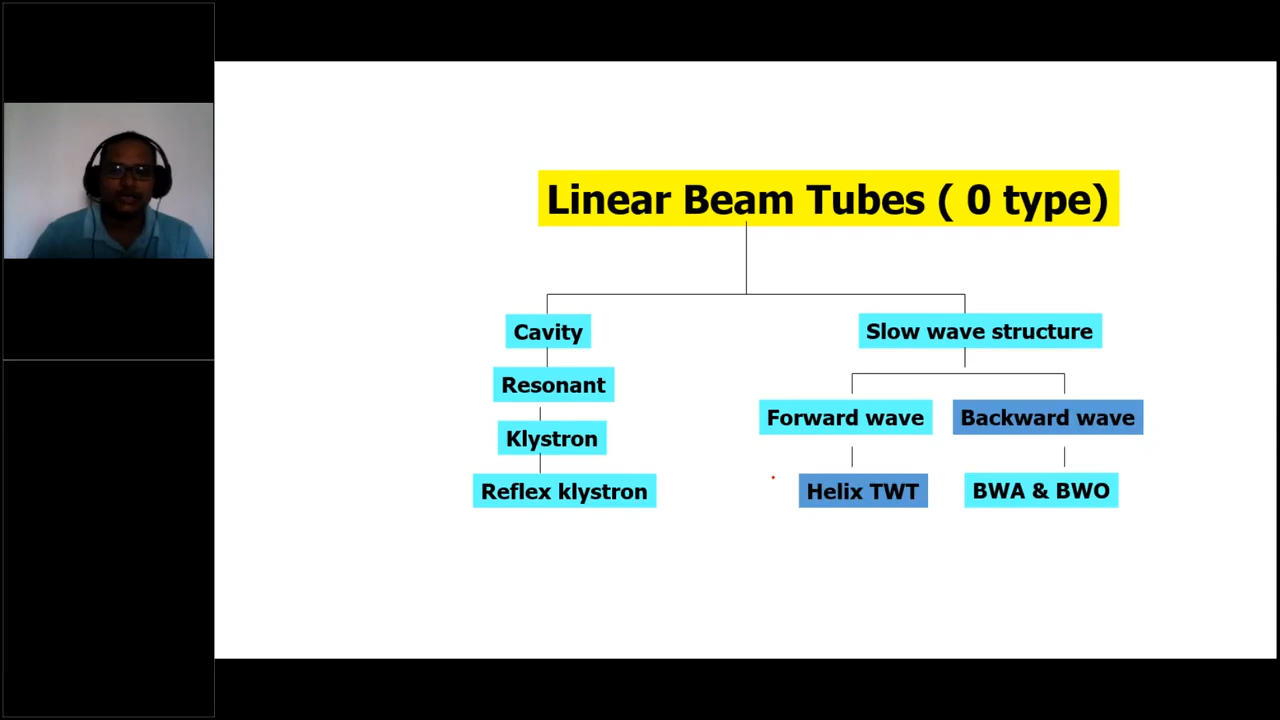 Linear Beam Tubes ( 0 type)
Cavity
Slow wave structure
Resonant
Forward wave
Backward wave
Klystron
Reflex klystron
Helix TWT
BWA & BWO